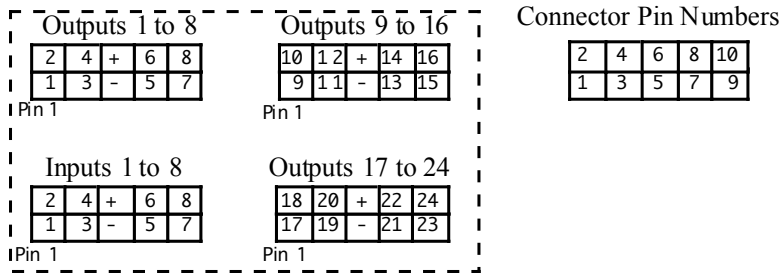 Outputs 1 to 8
2 4 + 6 8
1 3 - 5 7
Pin 1
Outputs 9 to 16
10 12 + 14 16
9 11 - 13 15
Pin 1
Connector Pin Numbers
2 4 6 8 10
1 3 5 7 9
Inputs 1 to 8
2 4 + 6 8
1 3 - 5 7
Pin 1
Outputs 17 to 24
18 20 + 22 24
17 19 - 21 23
Pin 1